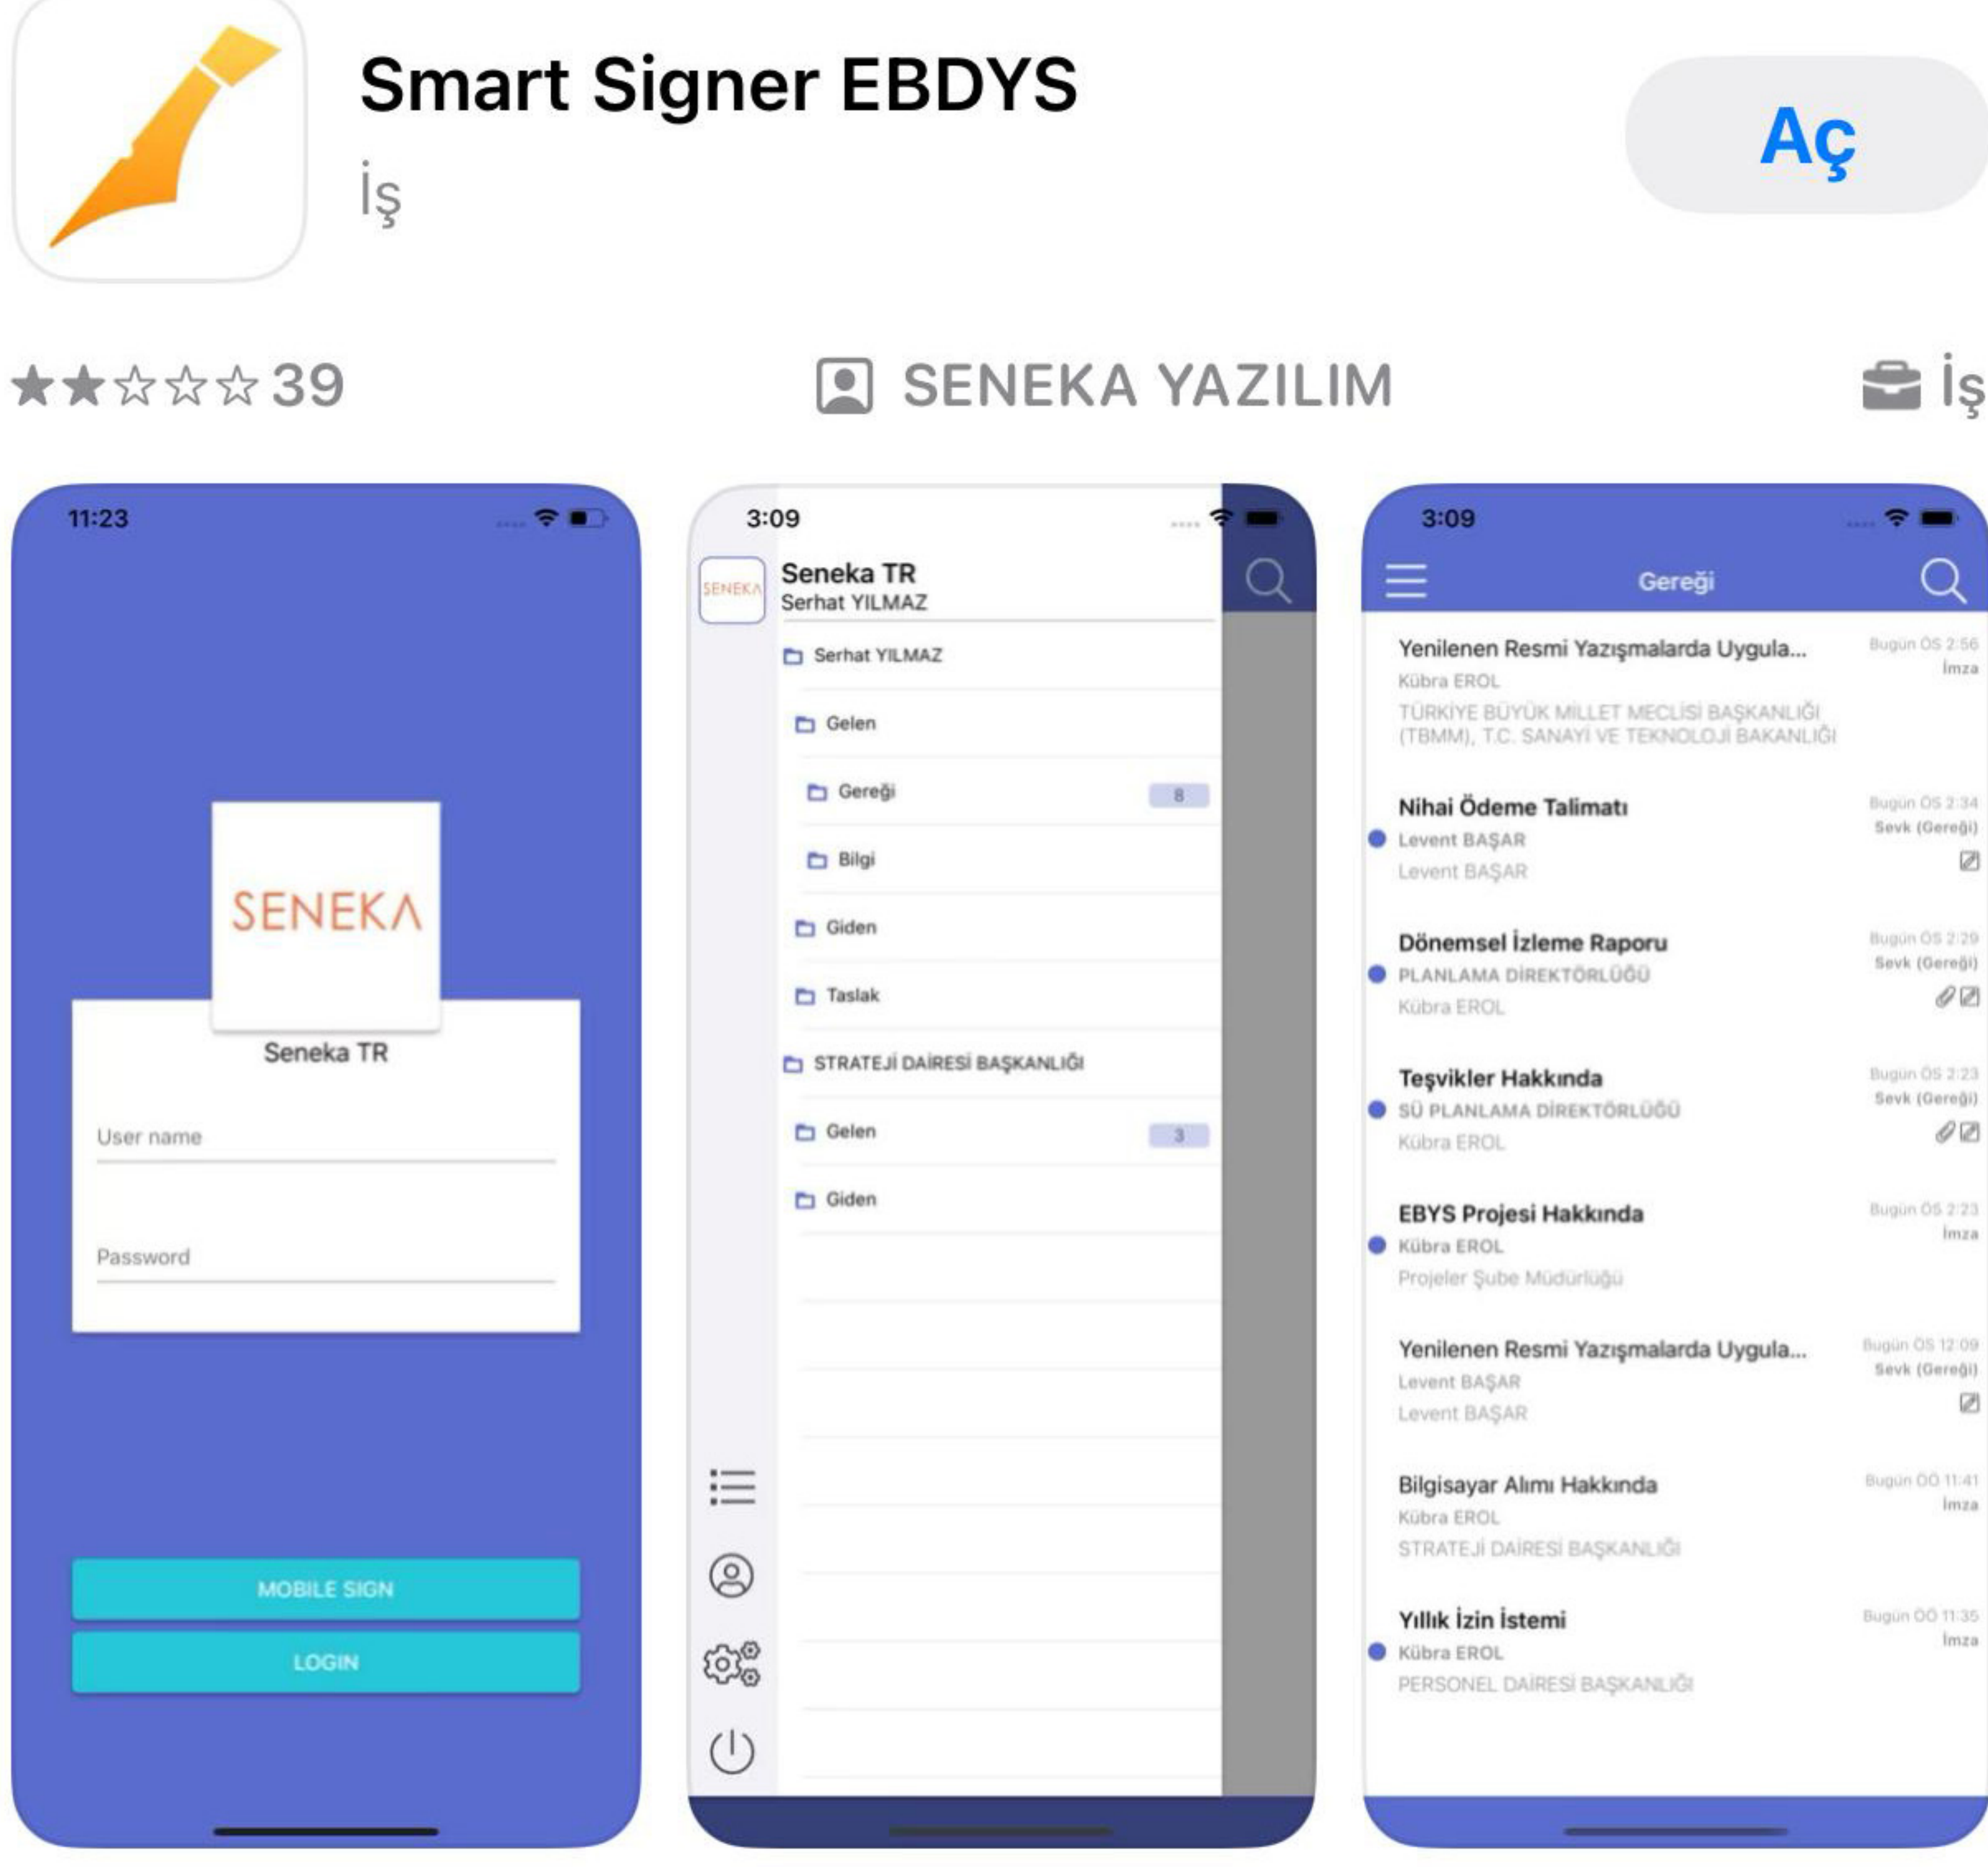 Smart Signer EBDYS
İş
Aç
39
SENEKA YAZILIM
İş
11:23
SENEKA
Seneka TR
User name
Password
MOBILE SIGN
LOGIN
3:09
SENEKA
Seneka TR
Serhat YILMAZ
Serhat YILMAZ
Gelen
Gereği 8
Bilgi
Giden
Taslak
STRATEJİ DAİRESİ BAŞKANLIĞI
Gelen 3
Giden
3:09
Gereği
Yenilenen Resmi Yazışmalarda Uygula... Bugün ÖS 2:56
Kübra EROL İmza
TÜRKİYE BÜYÜK MİLLET MECLİSİ BAŞKANLIĞI
(TBMM), T.C. SANAYİ VE TEKNOLOJİ BAKANLIĞI
Nihai Ödeme Talimatı Bugün ÖS 2:34
Levent BAŞAR Sevk (Gereği)
Levent BAŞAR
Dönemsel İzleme Raporu Bugün ÖS 2:29
PLANLAMA DİREKTÖRLÜĞÜ Sevk (Gereği)
Kübra EROL
Teşvikler Hakkında Bugün ÖS 2:23
SÜ PLANLAMA DİREKTÖRLÜĞÜ Sevk (Gereği)
Kübra EROL
EBYS Projesi Hakkında Bugün ÖS 2:23
Kübra EROL İmza
Projeler Şube Müdürlüğü
Yenilenen Resmi Yazışmalarda Uygula... Bugün ÖS 12:09
Levent BAŞAR Sevk (Gereği)
Levent BAŞAR
Bilgisayar Alımı Hakkında Bugün ÖÖ 11:41
Kübra EROL İmza
STRATEJİ DAİRESİ BAŞKANLIĞI
Yıllık İzin İstemi Bugün ÖÖ 11:35
Kübra EROL İmza
PERSONEL DAİRESİ BAŞKANLIĞI